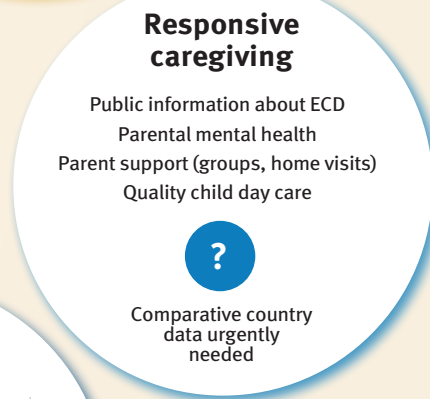 Responsive
caregiving
Public information about ECD
Parental mental health
Parent support (groups, home visits)
Quality child day care
?
Comparative country
data urgently
needed